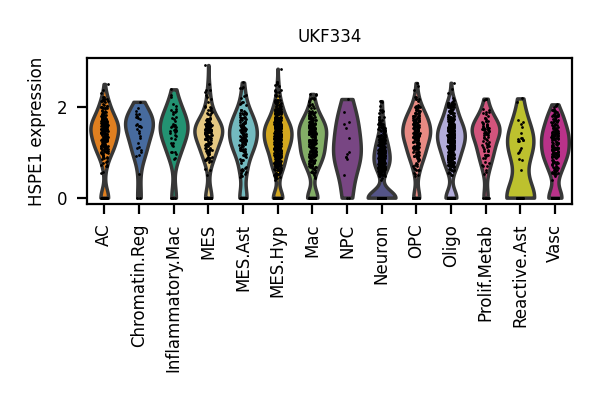 UKF334
HSPE1 expression
2
0
AC
Chromatin.Reg
Inflammatory.Mac
MES
MES.Ast
MES.Hyp
Mac
NPC
Neuron
OPC
Oligo
Prolif.Metab
Reactive.Ast
Vasc